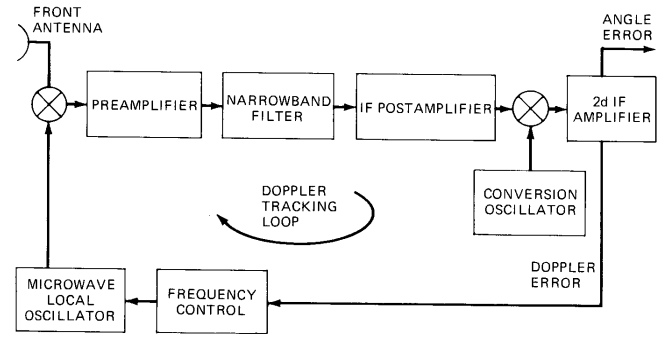 FRONT
ANTENNA
ANGLE
ERROR
PREAMPLIFIER
NARROWBAND
FILTER
IF POSTAMPLIFIER
2d IF
AMPLIFIER
CONVERSION
OSCILLATOR
DOPPLER
TRACKING
LOOP
DOPPLER
ERROR
MICROWAVE
LOCAL
OSCILLATOR
FREQUENCY
CONTROL